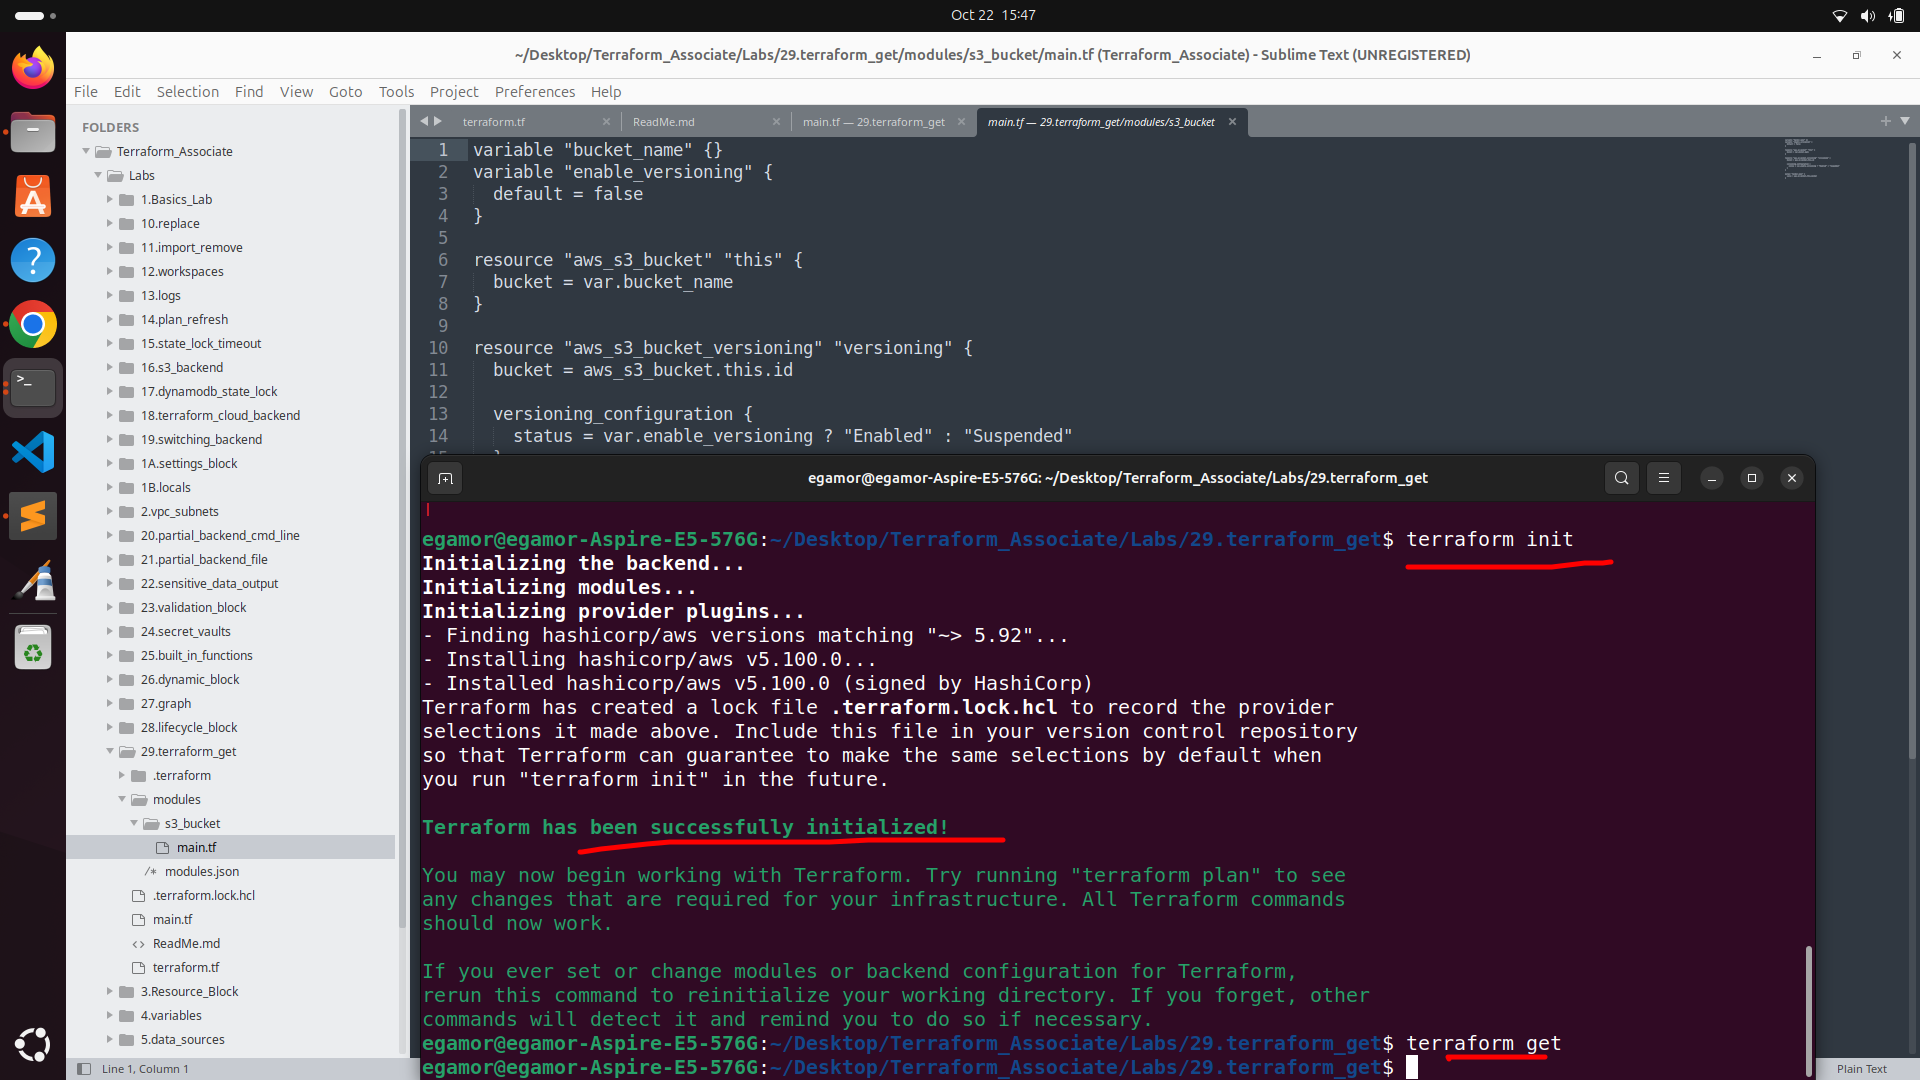 Oct 22  15:47
~/Desktop/Terraform_Associate/Labs/29.terraform_get/modules/s3_bucket/main.tf (Terraform_Associate) - Sublime Text (UNREGISTERED)
File Edit Selection Find View Goto Tools Project Preferences Help
FOLDERS
Terraform_Associate
Labs
1.Basics_Lab
10.replace
11.import_remove
12.workspaces
13.logs
14.plan_refresh
15.state_lock_timeout
16.s3_backend
17.dynamodb_state_lock
18.terraform_cloud_backend
19.switching_backend
1A.settings_block
1B.locals
2.vpc_subnets
20.partial_backend_cmd_line
21.partial_backend_file
22.sensitive_data_output
23.validation_block
24.secret_vaults
25.built_in_functions
26.dynamic_block
27.graph
28.lifecycle_block
29.terraform_get
.terraform
modules
s3_bucket
main.tf
/* modules.json
.terraform.lock.hcl
main.tf
<> ReadMe.md
terraform.tf
3.Resource_Block
4.variables
5.data_sources
Line 1, Column 1
terraform.tf
ReadMe.md
main.tf — 29.terraform_get
main.tf — 29.terraform_get/modules/s3_bucket
1 variable "bucket_name" {}
2 variable "enable_versioning" {
3   default = false
4 }
5
6 resource "aws_s3_bucket" "this" {
7   bucket = var.bucket_name
8 }
9
10 resource "aws_s3_bucket_versioning" "versioning" {
11   bucket = aws_s3_bucket.this.id
12
13   versioning_configuration {
14     status = var.enable_versioning ? "Enabled" : "Suspended"
egamor@egamor-Aspire-E5-576G: ~/Desktop/Terraform_Associate/Labs/29.terraform_get
egamor@egamor-Aspire-E5-576G:~/Desktop/Terraform_Associate/Labs/29.terraform_get$ terraform init
Initializing the backend...
Initializing modules...
Initializing provider plugins...
- Finding hashicorp/aws versions matching "~> 5.92"...
- Installing hashicorp/aws v5.100.0...
- Installed hashicorp/aws v5.100.0 (signed by HashiCorp)
Terraform has created a lock file .terraform.lock.hcl to record the provider
selections it made above. Include this file in your version control repository
so that Terraform can guarantee to make the same selections by default when
you run "terraform init" in the future.
Terraform has been successfully initialized!
You may now begin working with Terraform. Try running "terraform plan" to see
any changes that are required for your infrastructure. All Terraform commands
should now work.
If you ever set or change modules or backend configuration for Terraform,
rerun this command to reinitialize your working directory. If you forget, other
commands will detect it and remind you to do so if necessary.
egamor@egamor-Aspire-E5-576G:~/Desktop/Terraform_Associate/Labs/29.terraform_get$ terraform get
egamor@egamor-Aspire-E5-576G:~/Desktop/Terraform_Associate/Labs/29.terraform_get$
Plain Text